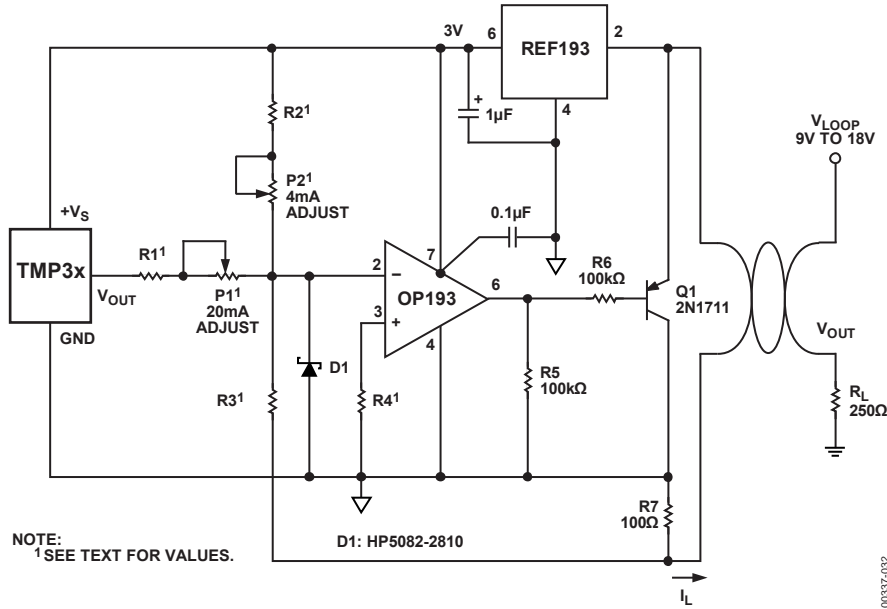 3V
6
REF193
2
4
R2¹
+
1µF
V_LOOP
9V TO 18V
P2¹
4mA
ADJUST
0.1µF
+V_S
TMP3x
R1¹
V_OUT
P1¹
20mA
ADJUST
GND
2
–
7
OP193
3
+
4
6
R6
100kΩ
Q1
2N1711
V_OUT
D1
R3¹
R4¹
R5
100kΩ
R_L
250Ω
R7
100Ω
NOTE:
¹SEE TEXT FOR VALUES.
D1: HP5082-2810
I_L
00337-032